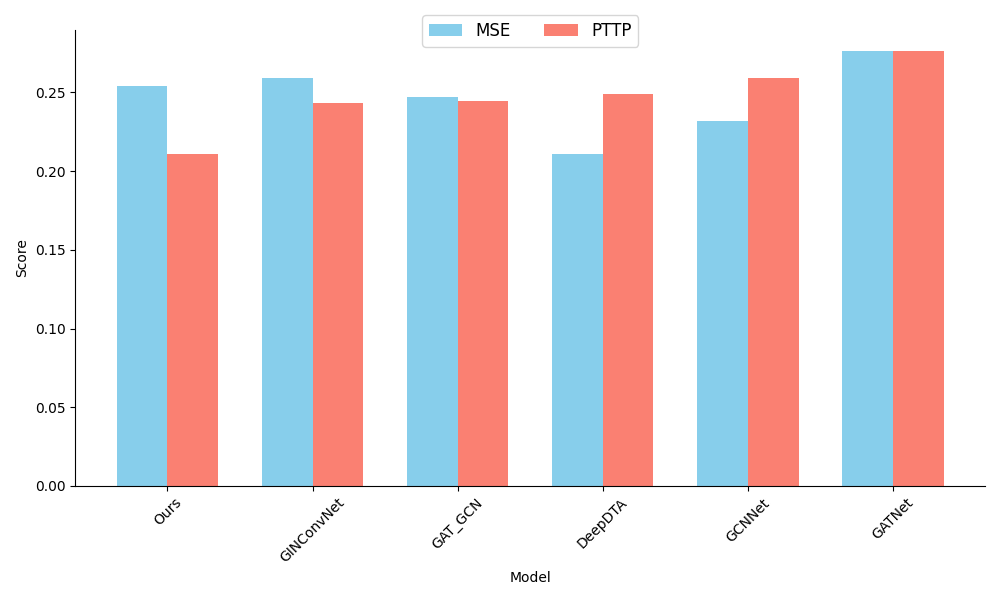 MSE PTTP
Score
0.25
0.20
0.15
0.10
0.05
0.00
Ours GINConvNet GAT_GCN DeepDTA GCNNet GATNet
Model